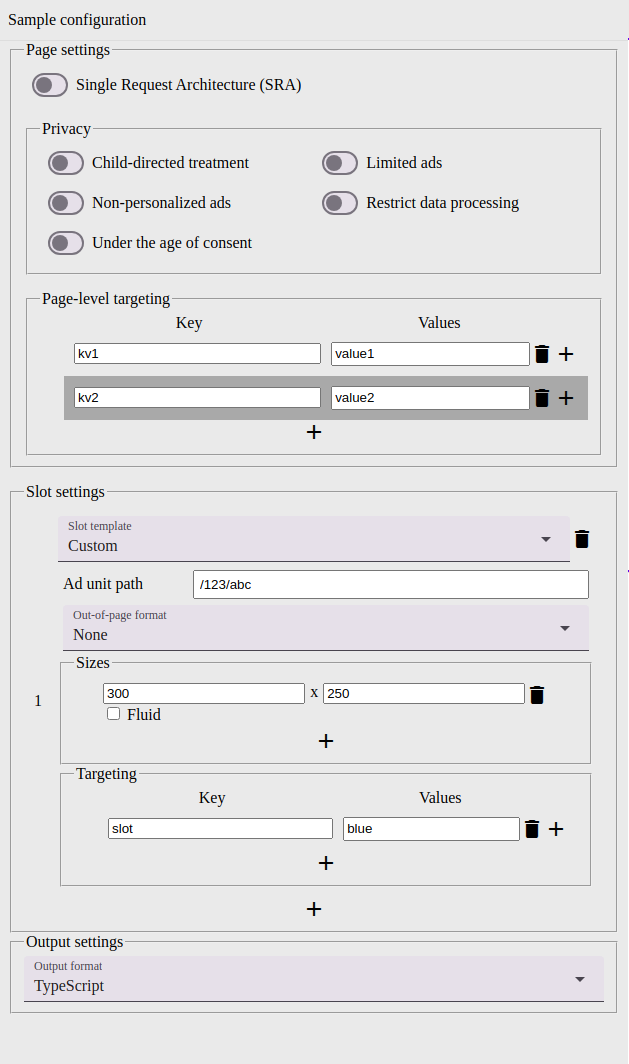 Sample configuration
Page settings
Single Request Architecture (SRA)
Privacy
Child-directed treatment Limited ads
Non-personalized ads Restrict data processing
Under the age of consent
Page-level targeting
Key Values
kv1 value1
kv2 value2
Slot settings
Slot template
Custom
Ad unit path /123/abc
Out-of-page format
None
Sizes
1
300 x 250
Fluid
Targeting
Key Values
slot blue
Output settings
Output format
TypeScript